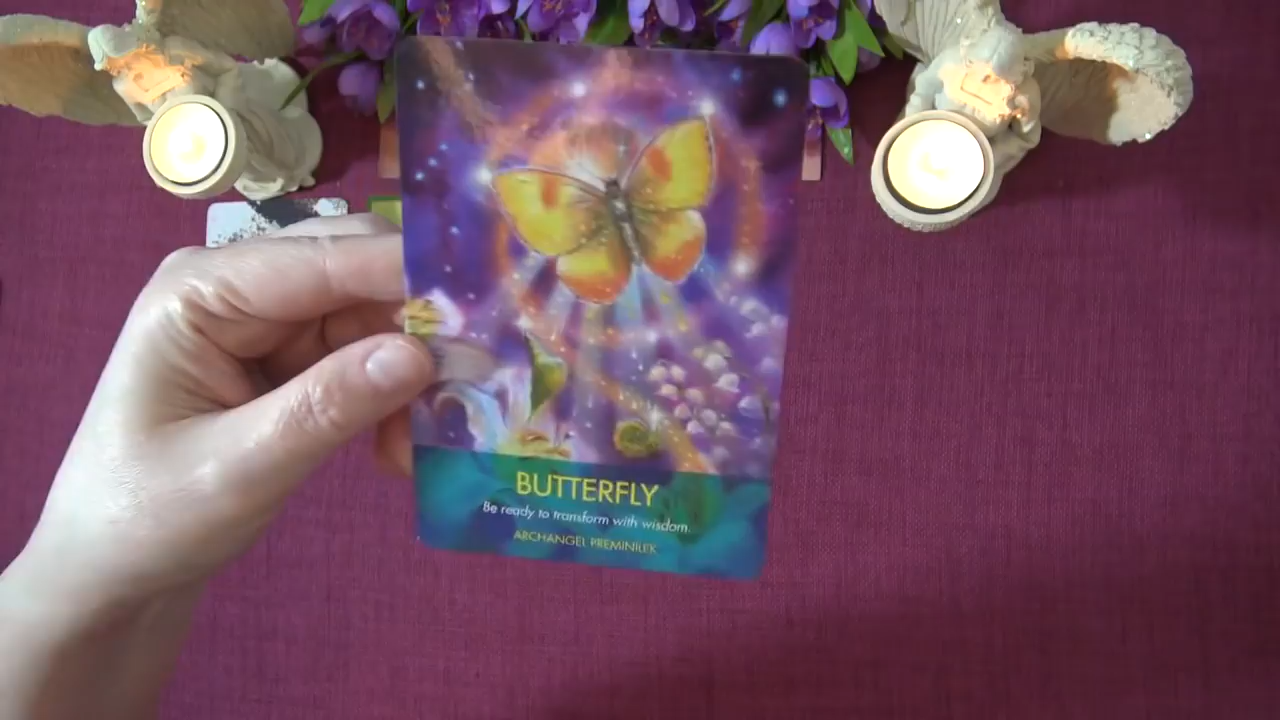 BUTTERFLY
Be ready to transform with wisdom.
ARCHANGEL PREMINILEK